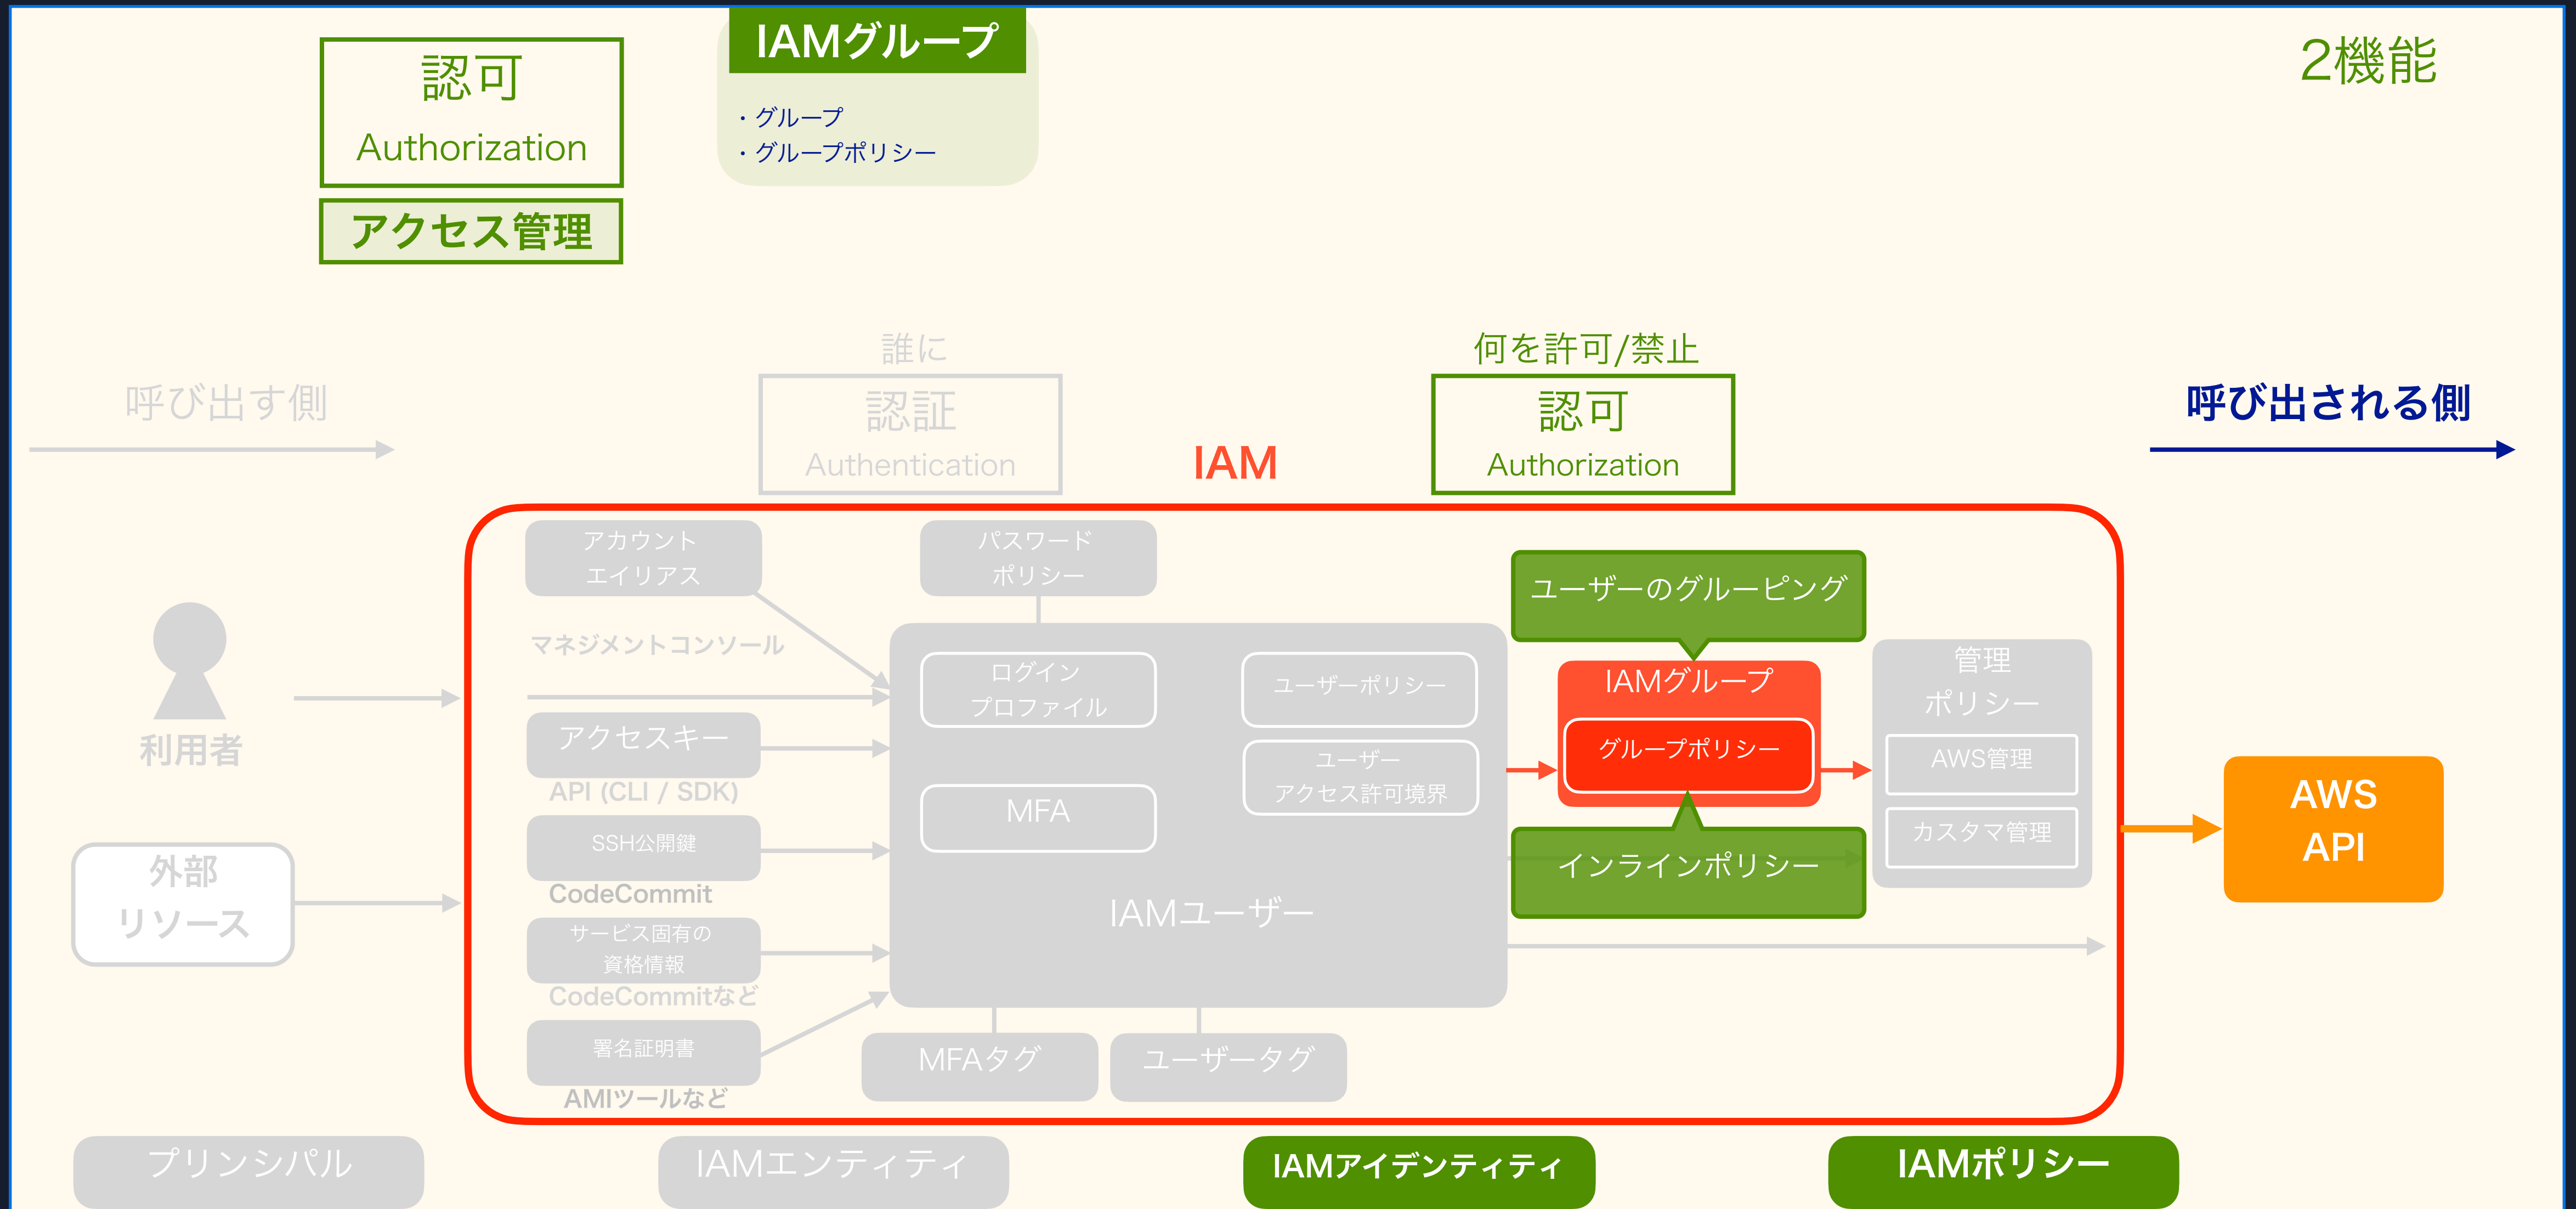 認可
Authorization
アクセス管理
IAMグループ
・グループ
・グループポリシー
2機能
呼び出す側
誰に
認証
Authentication
IAM
何を許可/禁止
認可
Authorization
呼び出される側
アカウント
エイリアス
パスワード
ポリシー
マネジメントコンソール
利用者
外部
リソース
アクセスキー
API (CLI / SDK)
SSH公開鍵
CodeCommit
サービス固有の
資格情報
CodeCommitなど
署名証明書
AMIツールなど
ログイン
プロファイル
MFA
ユーザーポリシー
ユーザー
アクセス許可境界
IAMユーザー
MFAタグ
ユーザータグ
ユーザーのグルーピング
IAMグループ
グループポリシー
インラインポリシー
管理
ポリシー
AWS管理
カスタマ管理
AWS
API
プリンシパル
IAMエンティティ
IAMアイデンティティ
IAMポリシー